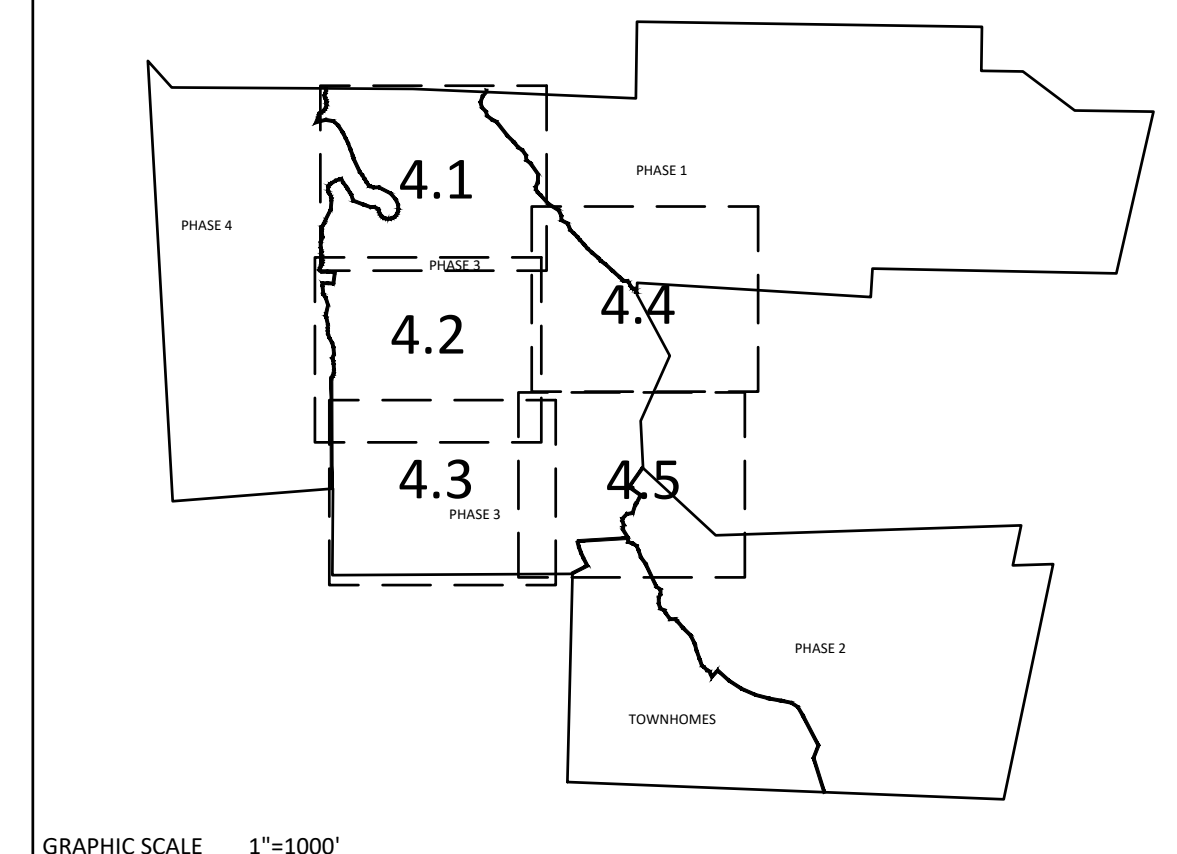 PHASE 1
4.1
PHASE 4
PHASE 3
4.4
4.2
4.3
4.5
PHASE 3
PHASE 2
TOWNHOMES
GRAPHIC SCALE 1"=1000'